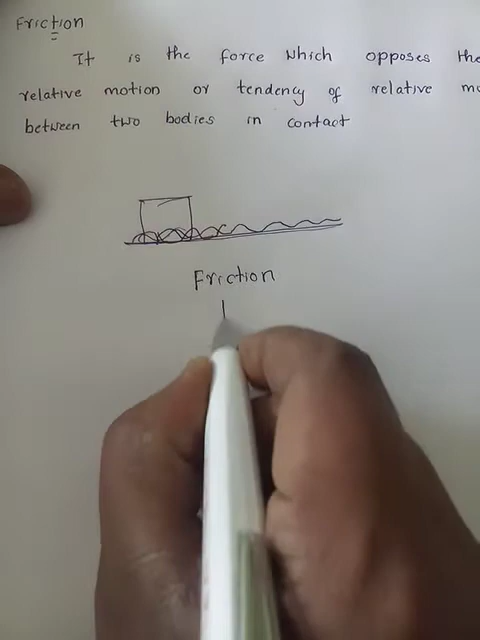 Friction
It is the force which opposes the
relative motion or tendency of relative
between two bodies in contact
Friction